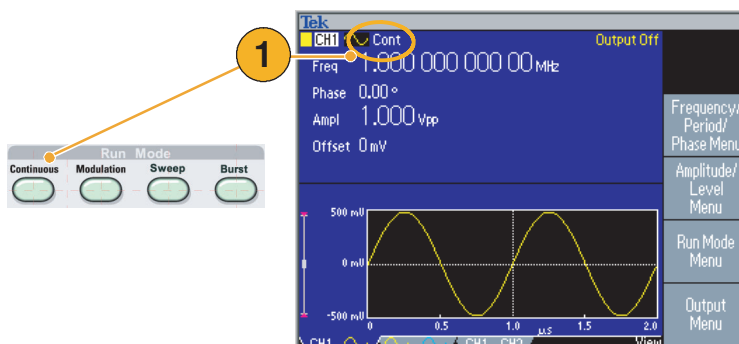 1
Run Mode
Continuous Modulation Sweep Burst
Tek
CH1 Cont Output Off
Freq 1.000 000 000 00 MHz
Phase 0.00 °
Ampl 1.000 Vpp
Offset 0 mV
Frequency/
Period/
Phase Menu
Amplitude/
Level
Menu
Run Mode
Menu
Output
Menu
500 mV
0 mV
-500 mV
0 0.5 1.0 µs 1.5 2.0
CH1 CH1 CH2 View